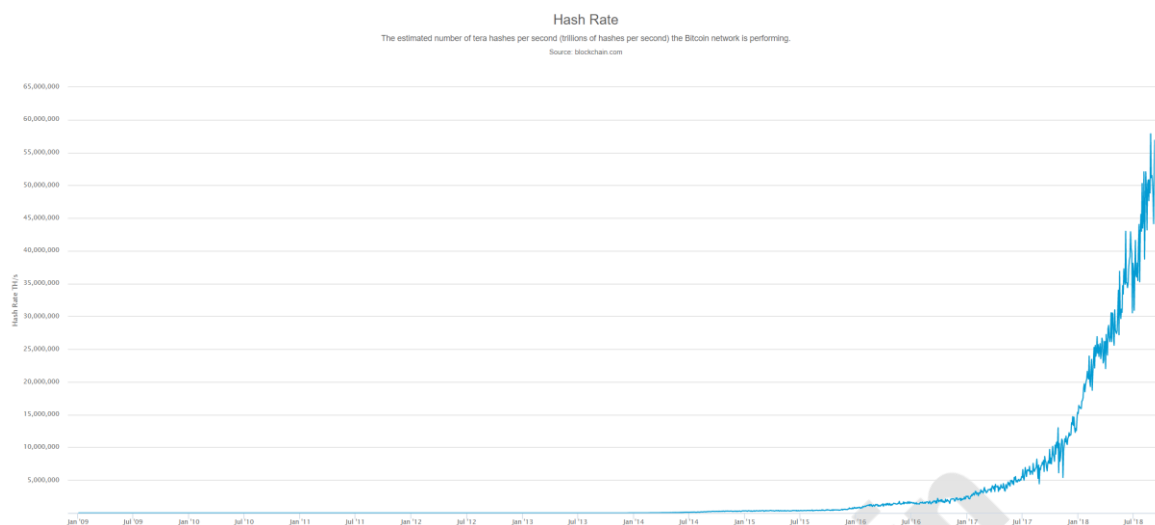 Hash Rate
The estimated number of tera hashes per second (trillions of hashes per second) the Bitcoin network is performing.
Source: blockchain.com
65,000,000
60,000,000
55,000,000
50,000,000
45,000,000
40,000,000
35,000,000
30,000,000
25,000,000
20,000,000
15,000,000
10,000,000
5,000,000
Hash Rate TH/s
Jan '09 Jul '09 Jan '10 Jul '10 Jan '11 Jul '11 Jan '12 Jul '12 Jan '13 Jul '13 Jan '14 Jul '14 Jan '15 Jul '15 Jan '16 Jul '16 Jan '17 Jul '17 Jan '18 Jul '18